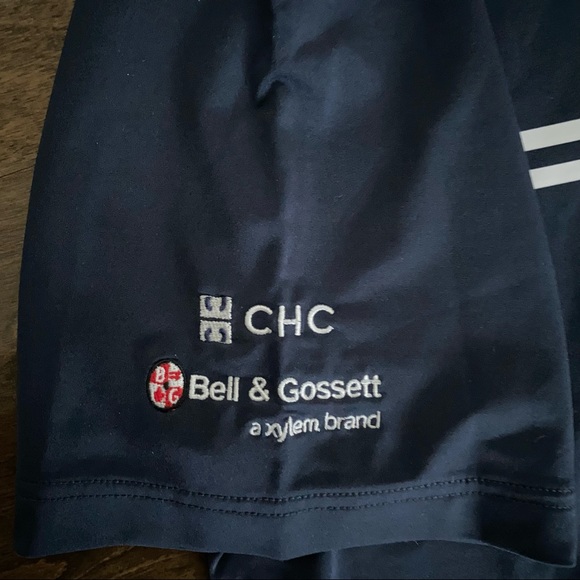 CHC
B G Bell & Gossett
a xylem brand